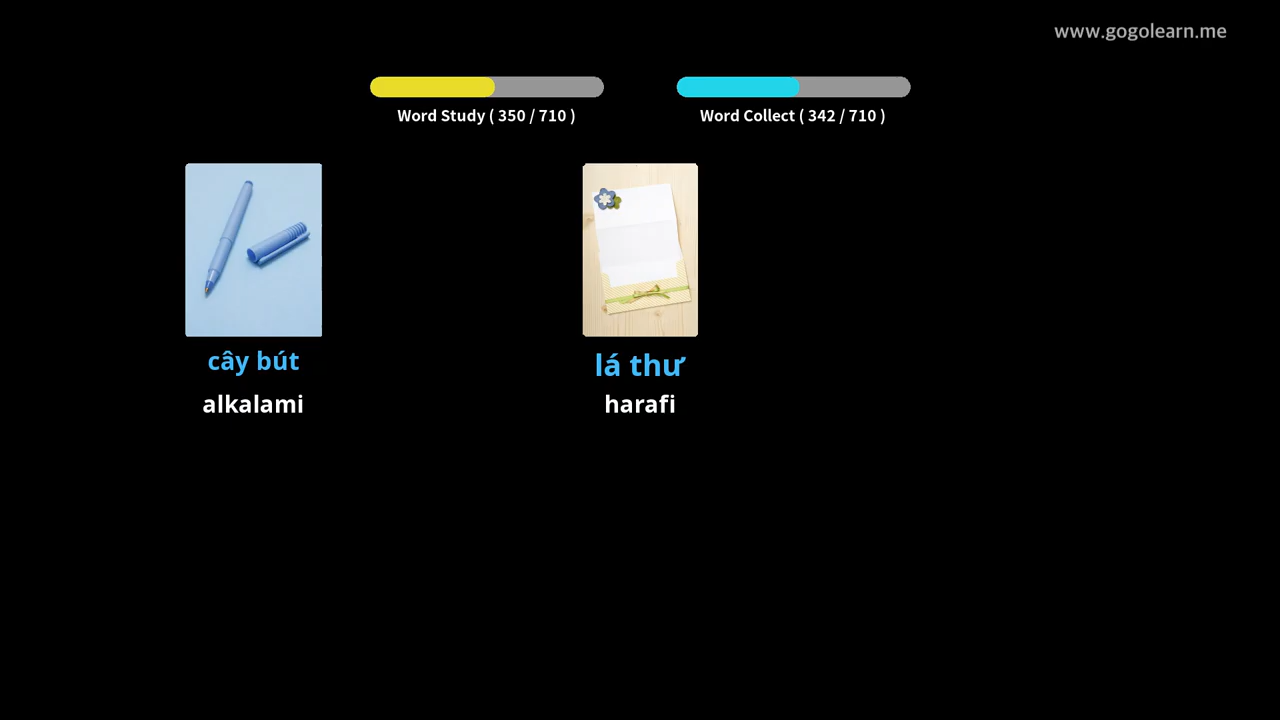 www.gogolearn.me
Word Study ( 350 / 710 )
Word Collect ( 342 / 710 )
cây bút
alkalami
lá thư
harafi